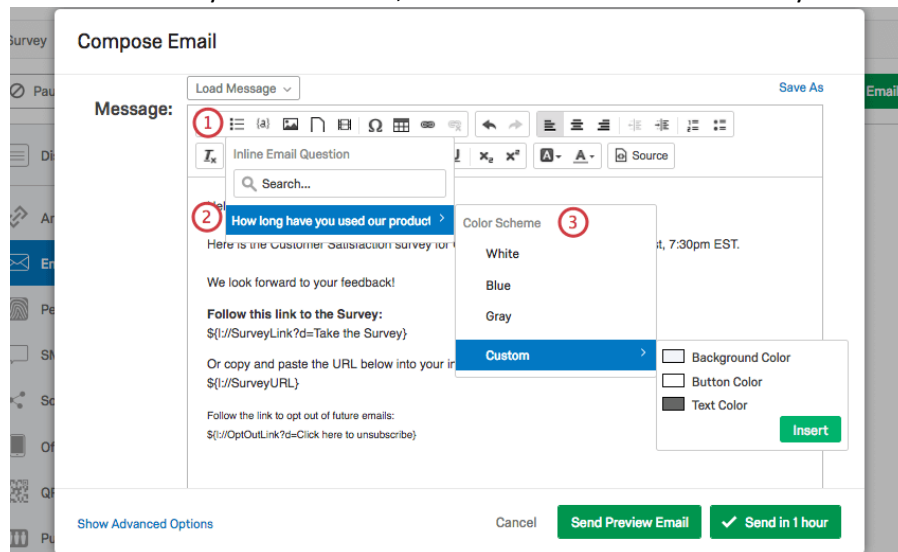 Survey
Compose Email
Load Message
Save As
Message:
1
{a}
Ω
Source
Inline Email Question
Search...
2
How long have you used our product
Color Scheme
3
Here is the Customer Satisfaction survey for
, 7:30pm EST.
White
We look forward to your feedback!
Blue
Follow this link to the Survey:
Gray
${l://SurveyLink?d=Take the Survey}
Custom
Or copy and paste the URL below into your
${l://SurveyURL}
Background Color
Button Color
Text Color
Insert
Follow the link to opt out of future emails:
${l://OptOutLink?d=Click here to unsubscribe}
Show Advanced Options
Cancel
Send Preview Email
Send in 1 hour
Email